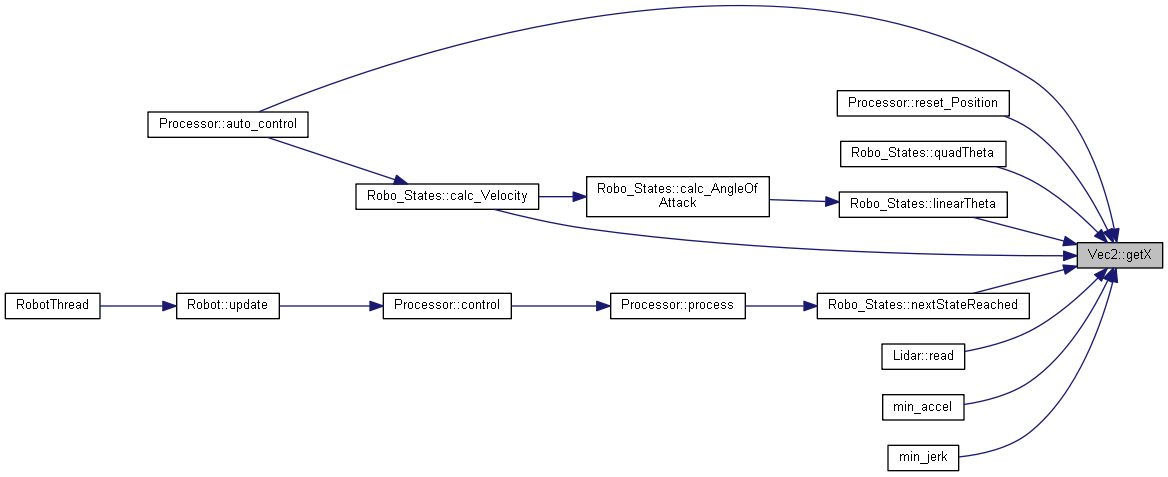 Processor::reset_Position
Processor::auto_control
Robo_States::quadTheta
Robo_States::calc_Velocity
Robo_States::calc_AngleOf
Attack
Robo_States::linearTheta
Vec2::getX
RobotThread
Robot::update
Processor::control
Processor::process
Robo_States::nextStateReached
Lidar::read
min_accel
min_jerk